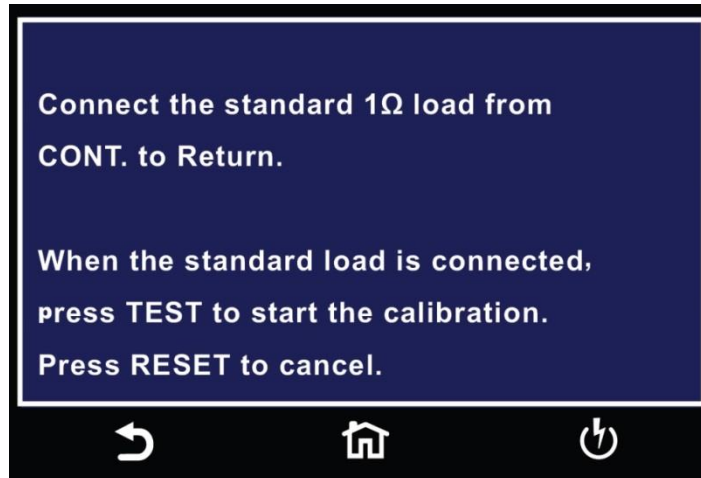 Connect the standard 1Ω load from
CONT. to Return.
When the standard load is connected,
press TEST to start the calibration.
Press RESET to cancel.